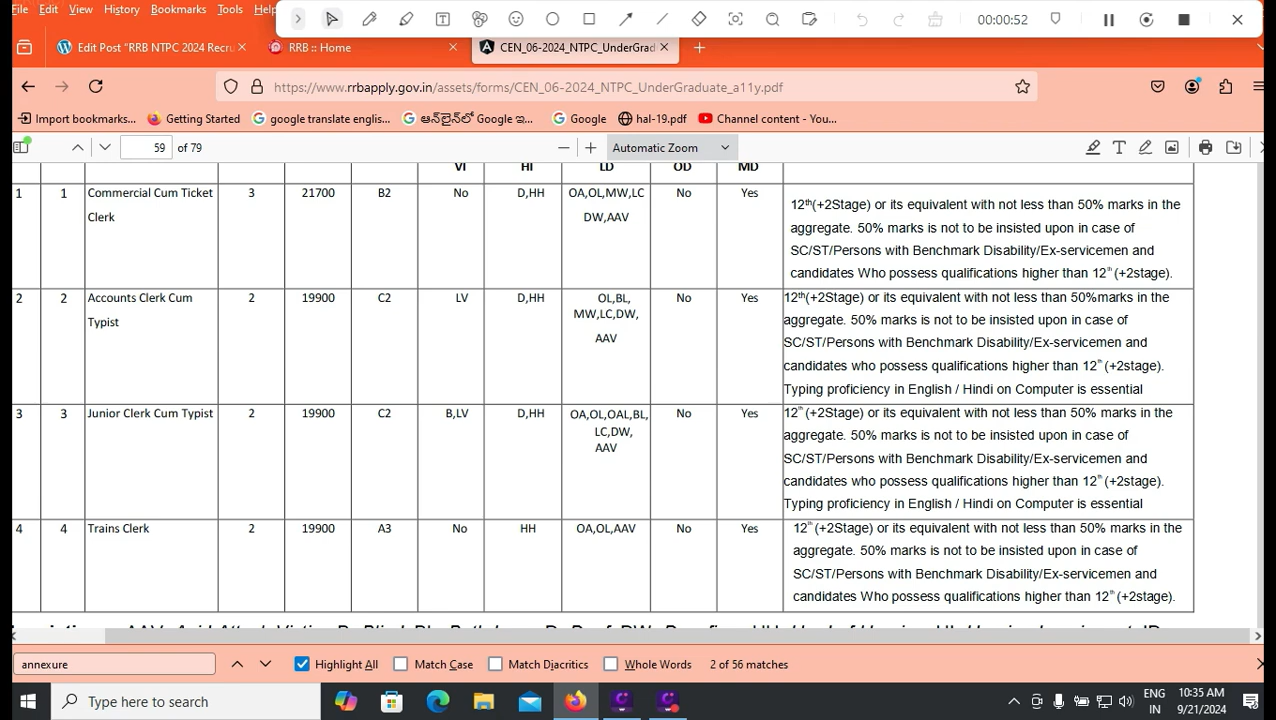 File Edit View History Bookmarks Tools
00:00:52
Edit Post "RRB NTPC 2024 Recru
RRB :: Home
CEN_06-2024_NTPC_UnderGrad
https://www.rrbapply.gov.in/assets/forms/CEN_06-2024_NTPC_UnderGraduate_a11y.pdf
Import bookmarks... Getting Started google translate englis... ఆన్‌లైన్‌లో Google ఇ... Google hal-19.pdf Channel content - You...
59 of 79 Automatic Zoom
VI HI LD OD MD
1 1 Commercial Cum Ticket Clerk 3 21700 B2 No D,HH OA,OL,MW,LC No Yes
DW,AAV
12th(+2Stage) or its equivalent with not less than 50% marks in the
aggregate. 50% marks is not to be insisted upon in case of
SC/ST/Persons with Benchmark Disability/Ex-servicemen and
candidates Who possess qualifications higher than 12th (+2stage).
2 2 Accounts Clerk Cum Typist 2 19900 C2 LV D,HH OL,BL, No Yes
MW,LC,DW,
AAV
12th(+2Stage) or its equivalent with not less than 50%marks in the
aggregate. 50% marks is not to be insisted upon in case of
SC/ST/Persons with Benchmark Disability/Ex-servicemen and
candidates who possess qualifications higher than 12th (+2stage).
Typing proficiency in English / Hindi on Computer is essential
3 3 Junior Clerk Cum Typist 2 19900 C2 B,LV D,HH OA,OL,OAL,BL, No Yes
LC,DW,
AAV
12th (+2Stage) or its equivalent with not less than 50% marks in the
aggregate. 50% marks is not to be insisted upon in case of
SC/ST/Persons with Benchmark Disability/Ex-servicemen and
candidates who possess qualifications higher than 12th (+2stage).
Typing proficiency in English / Hindi on Computer is essential
4 4 Trains Clerk 2 19900 A3 No HH OA,OL,AAV No Yes
12th (+2Stage) or its equivalent with not less than 50% marks in the
aggregate. 50% marks is not to be insisted upon in case of
SC/ST/Persons with Benchmark Disability/Ex-servicemen and
candidates Who possess qualifications higher than 12th (+2stage).
annexure Highlight All Match Case Match Diacritics Whole Words 2 of 56 matches
Type here to search
ENG 10:35 AM
IN 9/21/2024